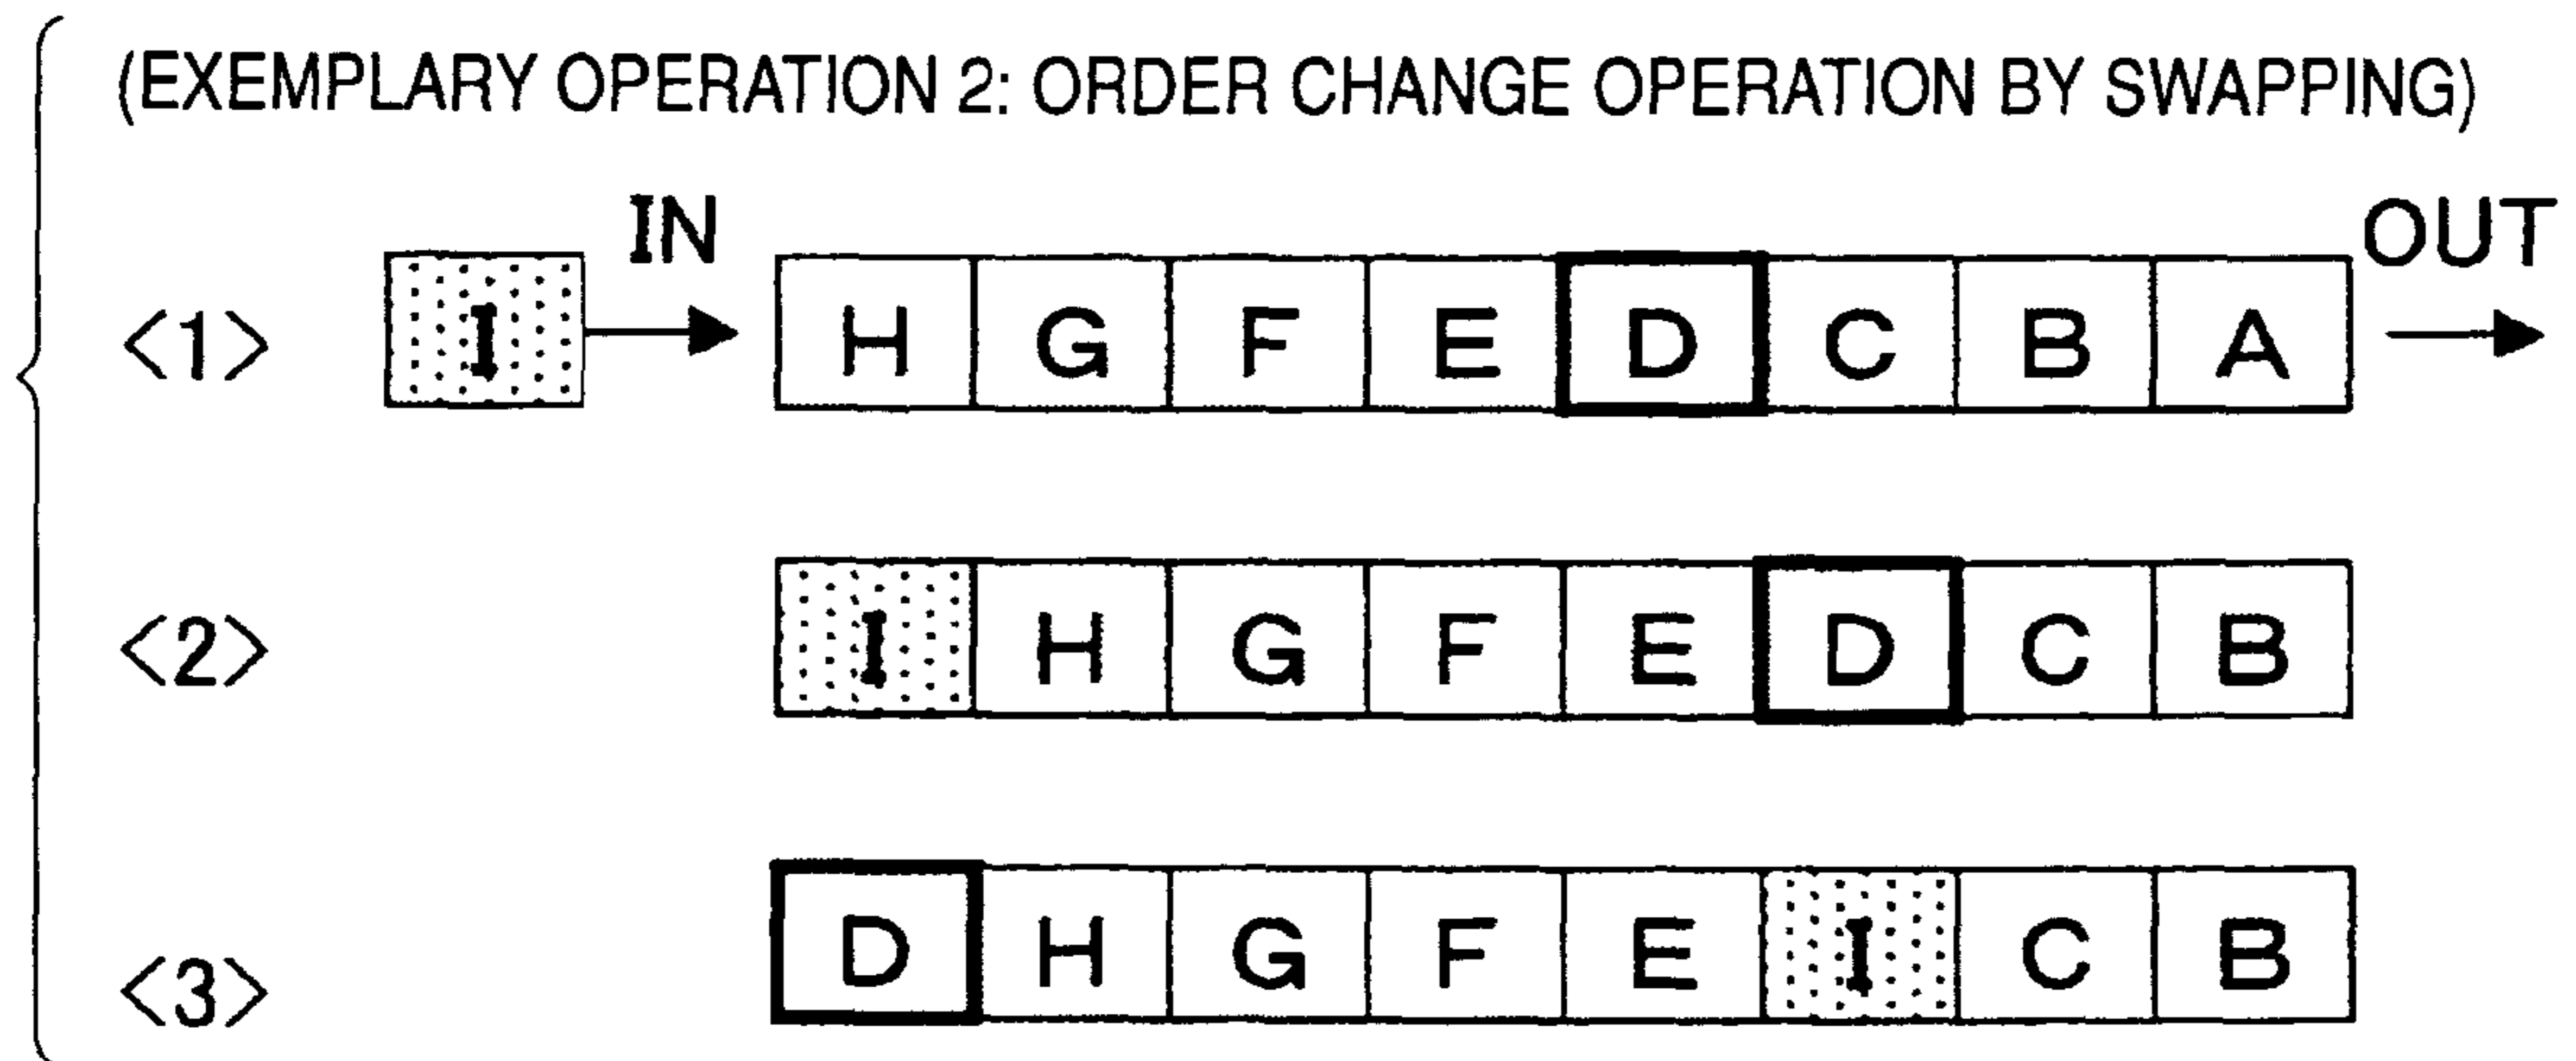 (EXEMPLARY OPERATION 2: ORDER CHANGE OPERATION BY SWAPPING)
IN OUT
<1> I H G F E D C B A
<2> I H G F E D C B
<3> D H G F E I C B